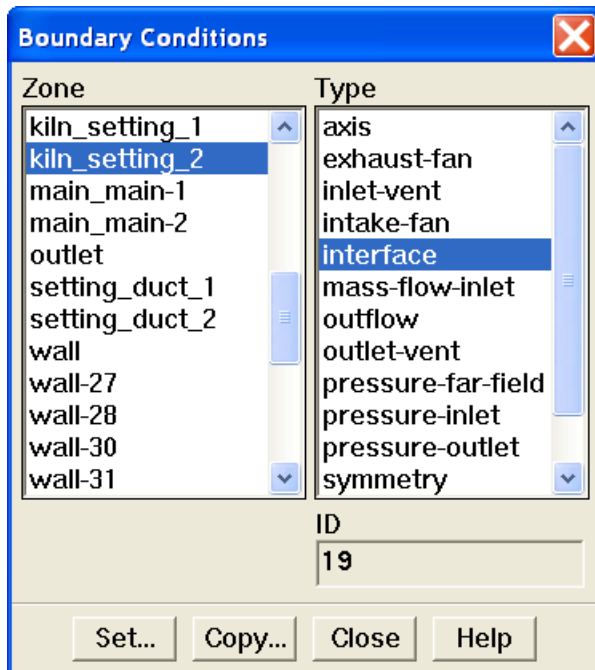 Boundary Conditions
Zone
kiln_setting_1
kiln_setting_2
main_main-1
main_main-2
outlet
setting_duct_1
setting_duct_2
wall
wall-27
wall-28
wall-30
wall-31
Type
axis
exhaust-fan
inlet-vent
intake-fan
interface
mass-flow-inlet
outflow
outlet-vent
pressure-far-field
pressure-inlet
pressure-outlet
symmetry
ID
19
Set...
Copy...
Close
Help